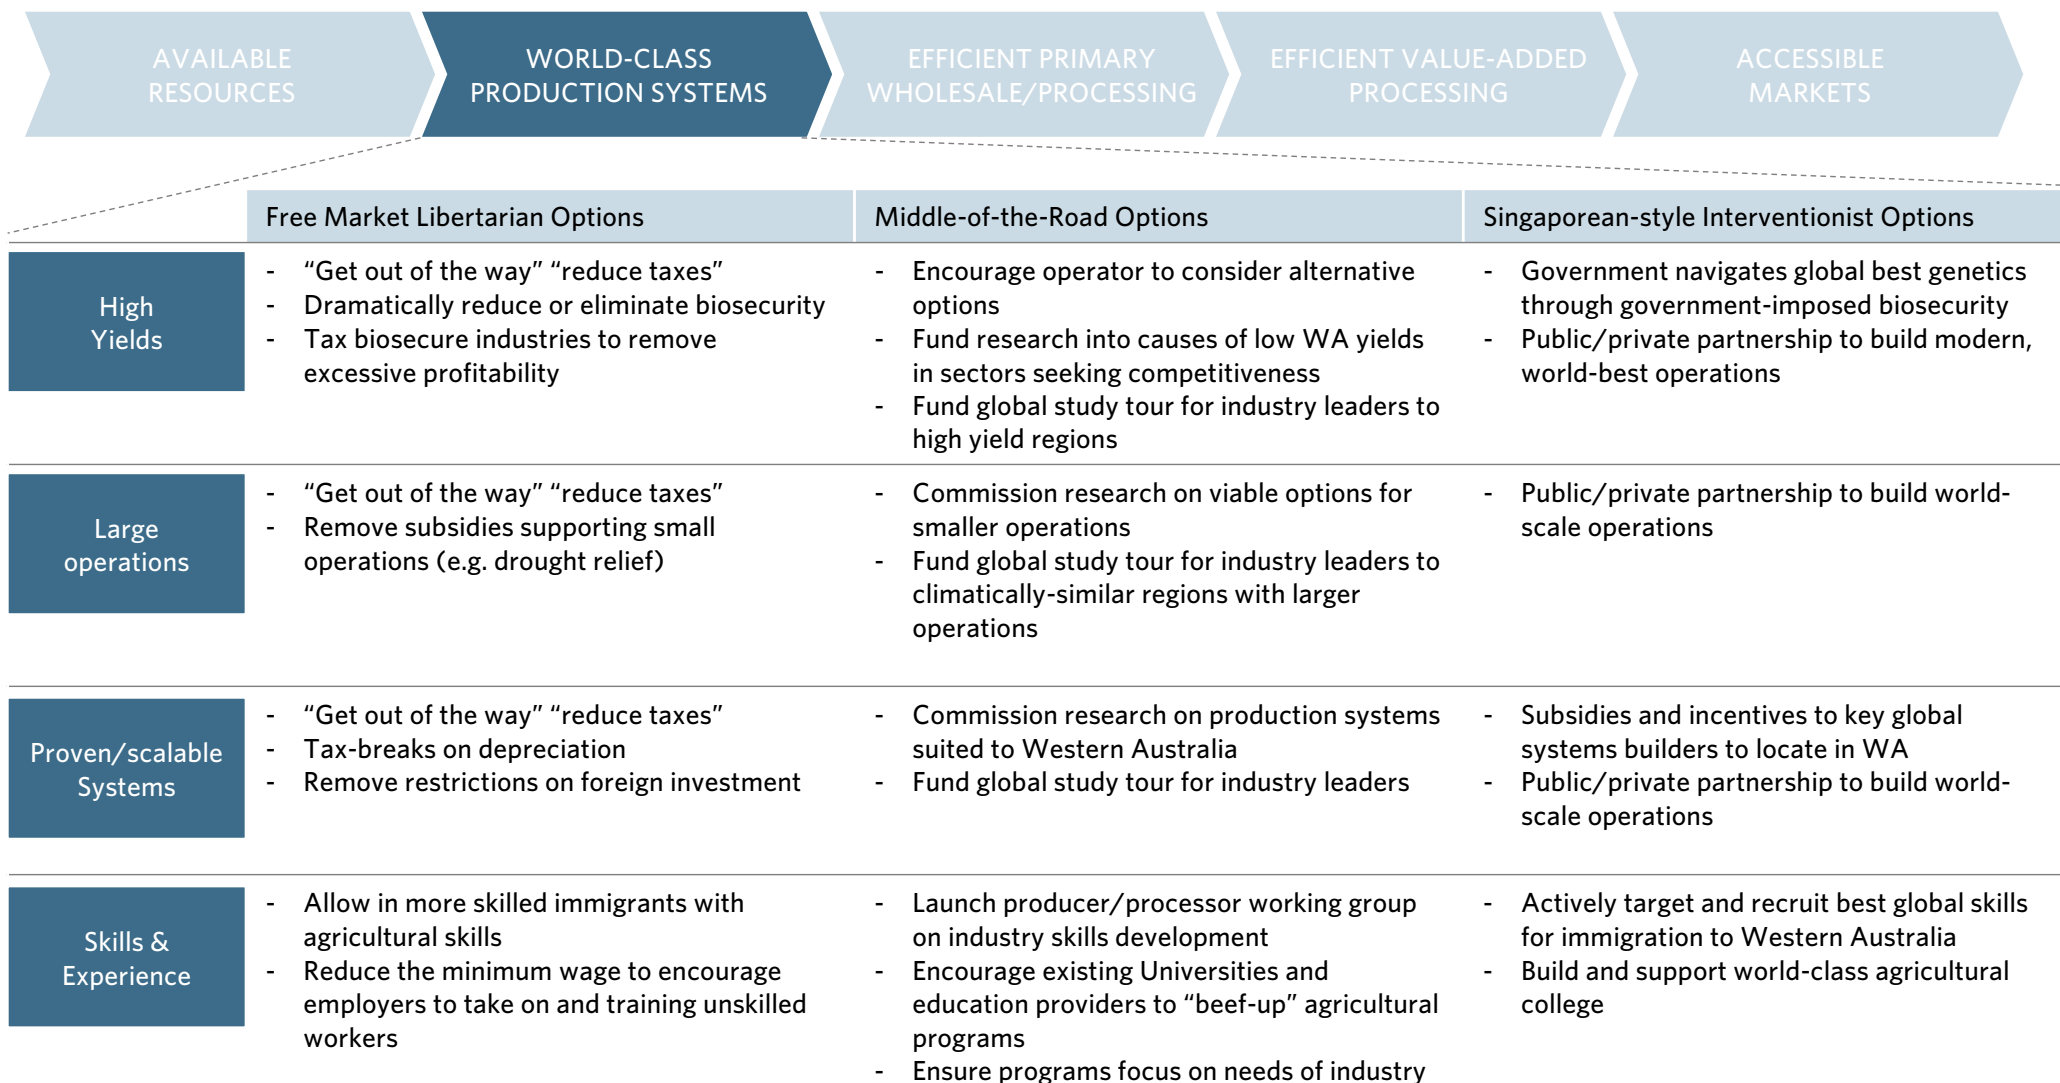 AVAILABLE
RESOURCES
WORLD-CLASS
PRODUCTION SYSTEMS
EFFICIENT PRIMARY
WHOLESALE/PROCESSING
EFFICIENT VALUE-ADDED
PROCESSING
ACCESSIBLE
MARKETS
Free Market Libertarian Options
Middle-of-the-Road Options
Singaporean-style Interventionist Options
High
Yields
- “Get out of the way” “reduce taxes”
- Dramatically reduce or eliminate biosecurity
- Tax biosecure industries to remove
excessive profitability
- Encourage operator to consider alternative
options
- Fund research into causes of low WA yields
in sectors seeking competitiveness
- Fund global study tour for industry leaders to
high yield regions
- Government navigates global best genetics
through government-imposed biosecurity
- Public/private partnership to build modern,
world-best operations
Large
operations
- “Get out of the way” “reduce taxes”
- Remove subsidies supporting small
operations (e.g. drought relief)
- Commission research on viable options for
smaller operations
- Fund global study tour for industry leaders to
climatically-similar regions with larger
operations
- Public/private partnership to build world-
scale operations
Proven/scalable
Systems
- “Get out of the way” “reduce taxes”
- Tax-breaks on depreciation
- Remove restrictions on foreign investment
- Commission research on production systems
suited to Western Australia
- Fund global study tour for industry leaders
- Subsidies and incentives to key global
systems builders to locate in WA
- Public/private partnership to build world-
scale operations
Skills &
Experience
- Allow in more skilled immigrants with
agricultural skills
- Reduce the minimum wage to encourage
employers to take on and training unskilled
workers
- Launch producer/processor working group
on industry skills development
- Encourage existing Universities and
education providers to “beef-up” agricultural
programs
- Ensure programs focus on needs of industry
- Actively target and recruit best global skills
for immigration to Western Australia
- Build and support world-class agricultural
college